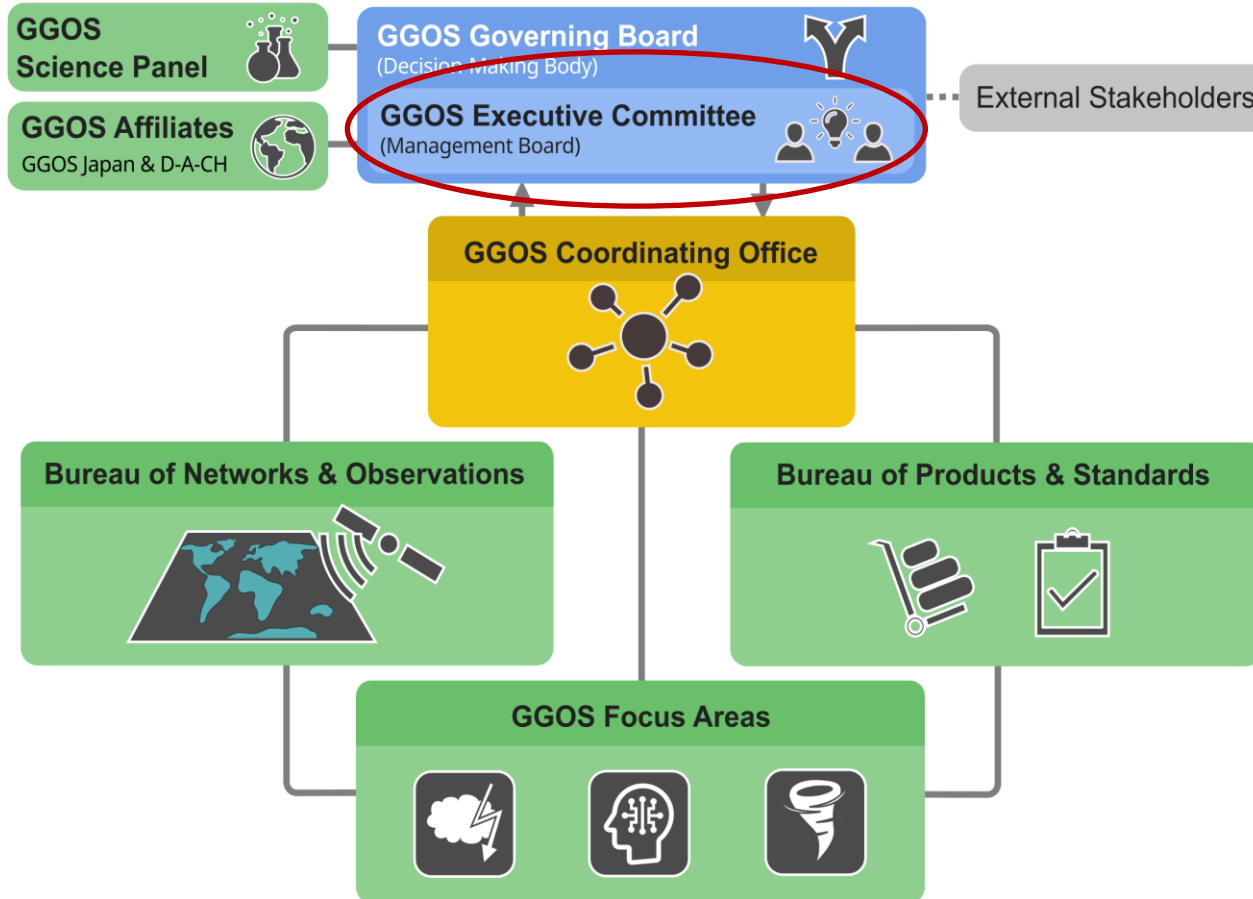 GGOS
Science Panel
GGOS Governing Board
(Decision Making Body)
GGOS Affiliates
GGOS Japan & D-A-CH
GGOS Executive Committee
(Management Board)
External Stakeholders
GGOS Coordinating Office
Bureau of Networks & Observations
Bureau of Products & Standards
GGOS Focus Areas